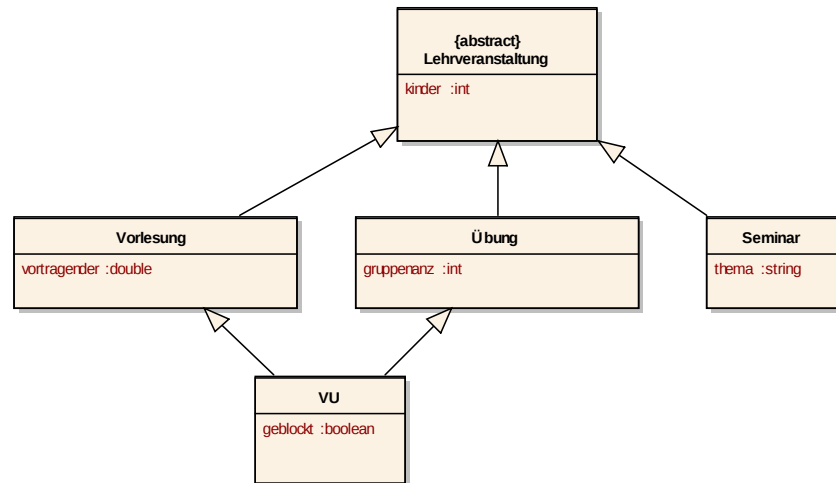 {abstract}
Lehrveranstaltung
kinder :int
Vorlesung
vortragender :double
Übung
gruppenanz :int
Seminar
thema :string
VU
geblockt :boolean